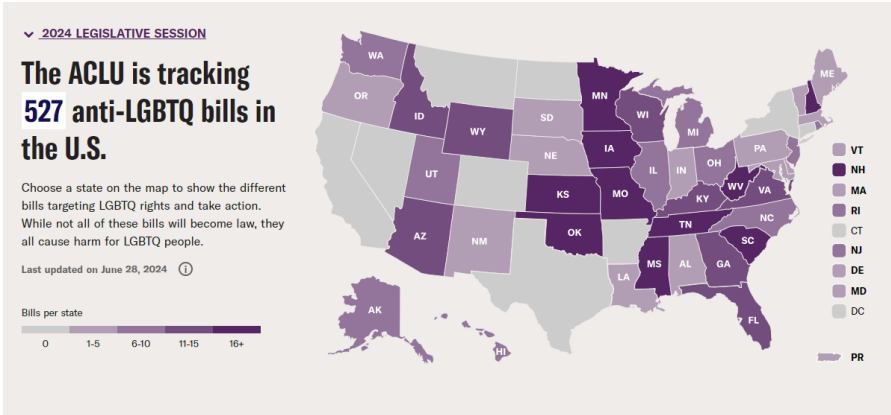 2024 LEGISLATIVE SESSION
The ACLU is tracking
527 anti-LGBTQ bills in
the U.S.
Choose a state on the map to show the different
bills targeting LGBTQ rights and take action.
While not all of these bills will become law, they
all cause harm for LGBTQ people.
Last updated on June 28, 2024
Bills per state
0 1-5 6-10 11-15 16+
WA
OR
ID
WY
UT
AZ
NM
SD
NE
KS
OK
MN
IA
MO
WI
IL
MI
IN
OH
KY
TN
MS
AL
LA
GA
FL
SC
NC
VA
WV
PA
ME
AK
HI
VT
NH
MA
RI
CT
NJ
DE
MD
DC
PR